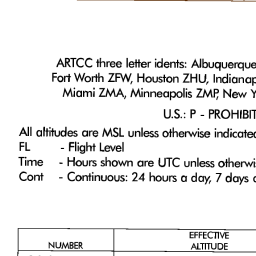 ARTCC three letter idents: Albuquerque
Fort Worth ZFW, Houston ZHU,
Miami ZMA, Minneapolis ZMP, New
U.S.: P - PROHIBIT
All altitudes are MSL unless otherwise indicated
FL - Flight Level
Time - Hours shown are UTC unless
Cont - Continuous: 24 hours a day, 7 days
NUMBER
EFFECTIVE
ALTITUDE